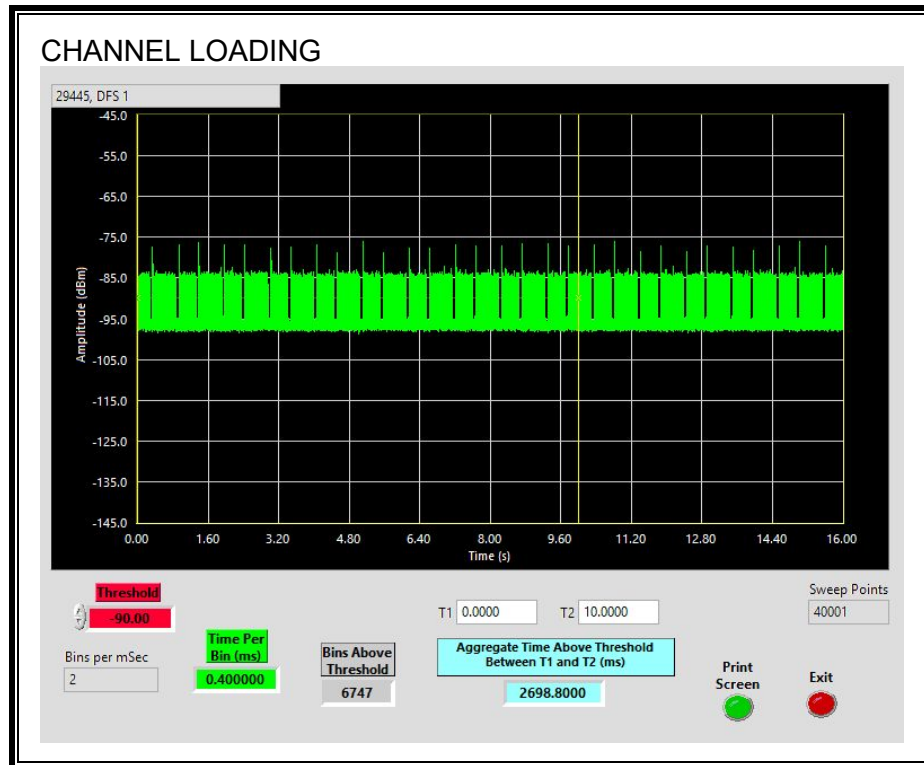 CHANNEL LOADING
29445, DFS 1
Amplitude (dBm)
-45.0
-55.0
-65.0
-75.0
-85.0
-95.0
-105.0
-115.0
-125.0
-135.0
-145.0
0.00 1.60 3.20 4.80 6.40 8.00 9.60 11.20 12.80 14.40 16.00
Time (s)
Threshold
-90.00
Bins per mSec
2
Time Per
Bin (ms)
0.400000
Bins Above
Threshold
6747
T1 0.0000 T2 10.0000
Aggregate Time Above Threshold
Between T1 and T2 (ms)
2698.8000
Sweep Points
40001
Print
Screen
Exit